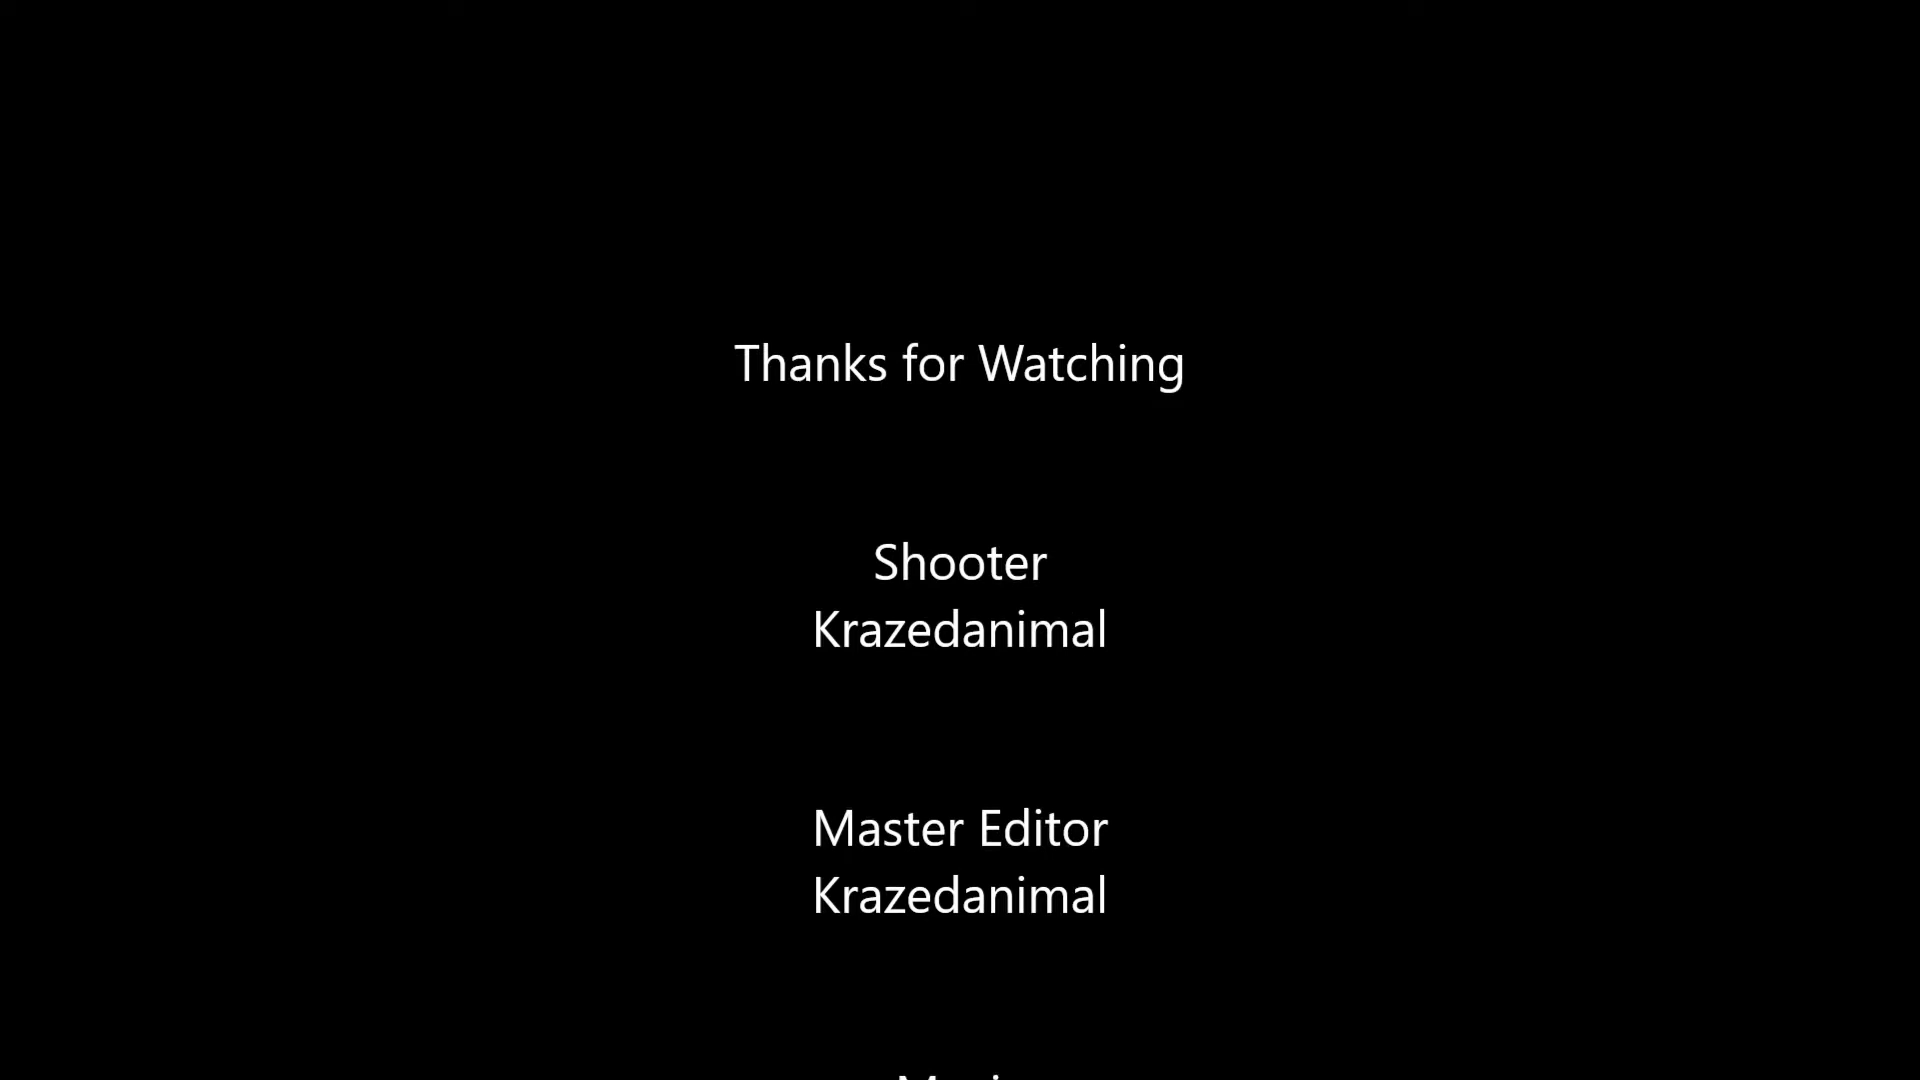 Thanks for Watching
Shooter
Krazedanimal
Master Editor
Krazedanimal